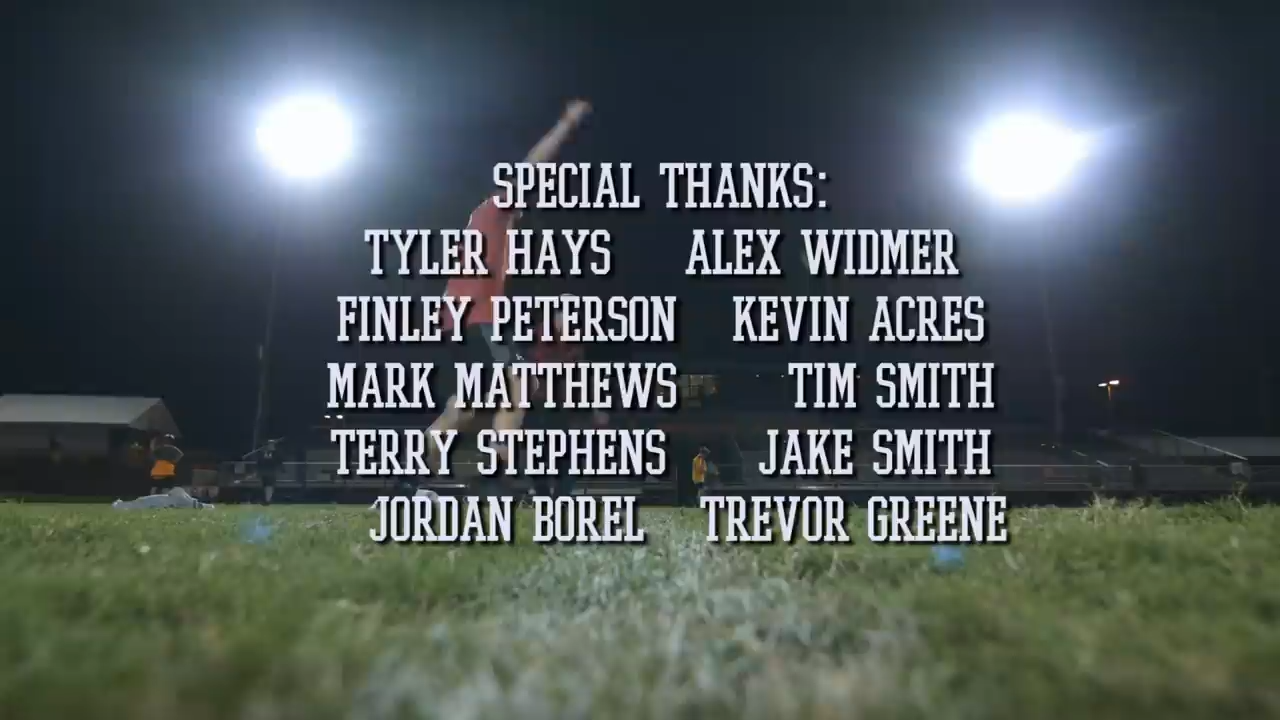 SPECIAL THANKS:
TYLER HAYS ALEX WIDMER
FINLEY PETERSON KEVIN ACRES
MARK MATTHEWS TIM SMITH
TERRY STEPHENS JAKE SMITH
JORDAN BOREL TREVOR GREENE